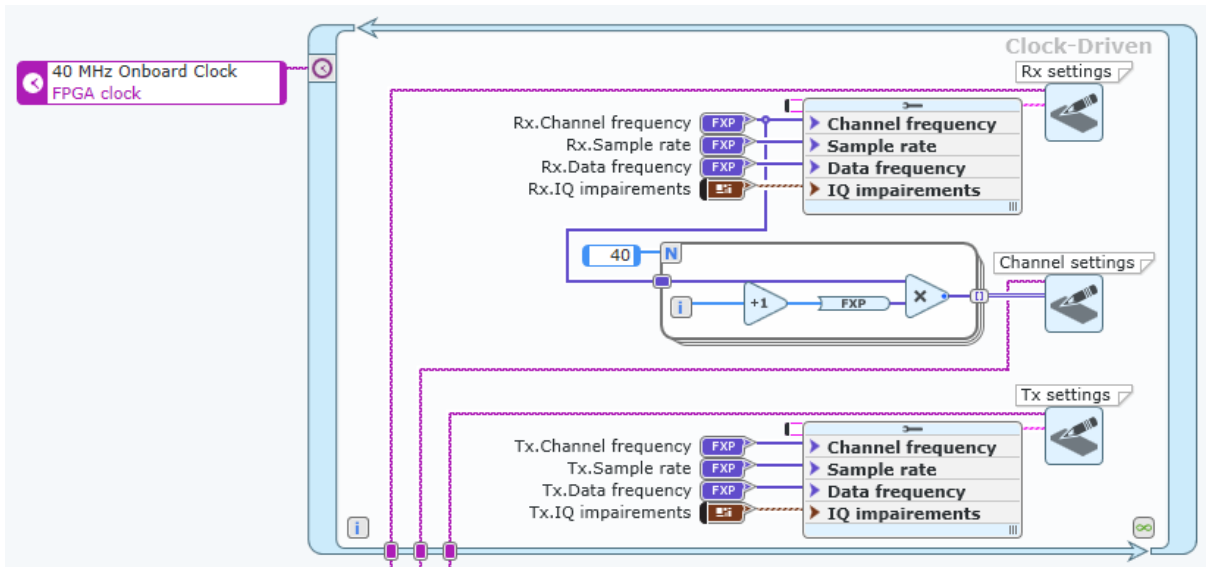 Clock-Driven
40 MHz Onboard Clock
FPGA clock
Rx settings
Rx.Channel frequency FXP Channel frequency
Rx.Sample rate FXP Sample rate
Rx.Data frequency FXP Data frequency
Rx.IQ impairements IQ impairements
40 N
Channel settings
i +1 FXP ×
Tx settings
Tx.Channel frequency FXP Channel frequency
Tx.Sample rate FXP Sample rate
Tx.Data frequency FXP Data frequency
Tx.IQ impairements IQ impairements
i